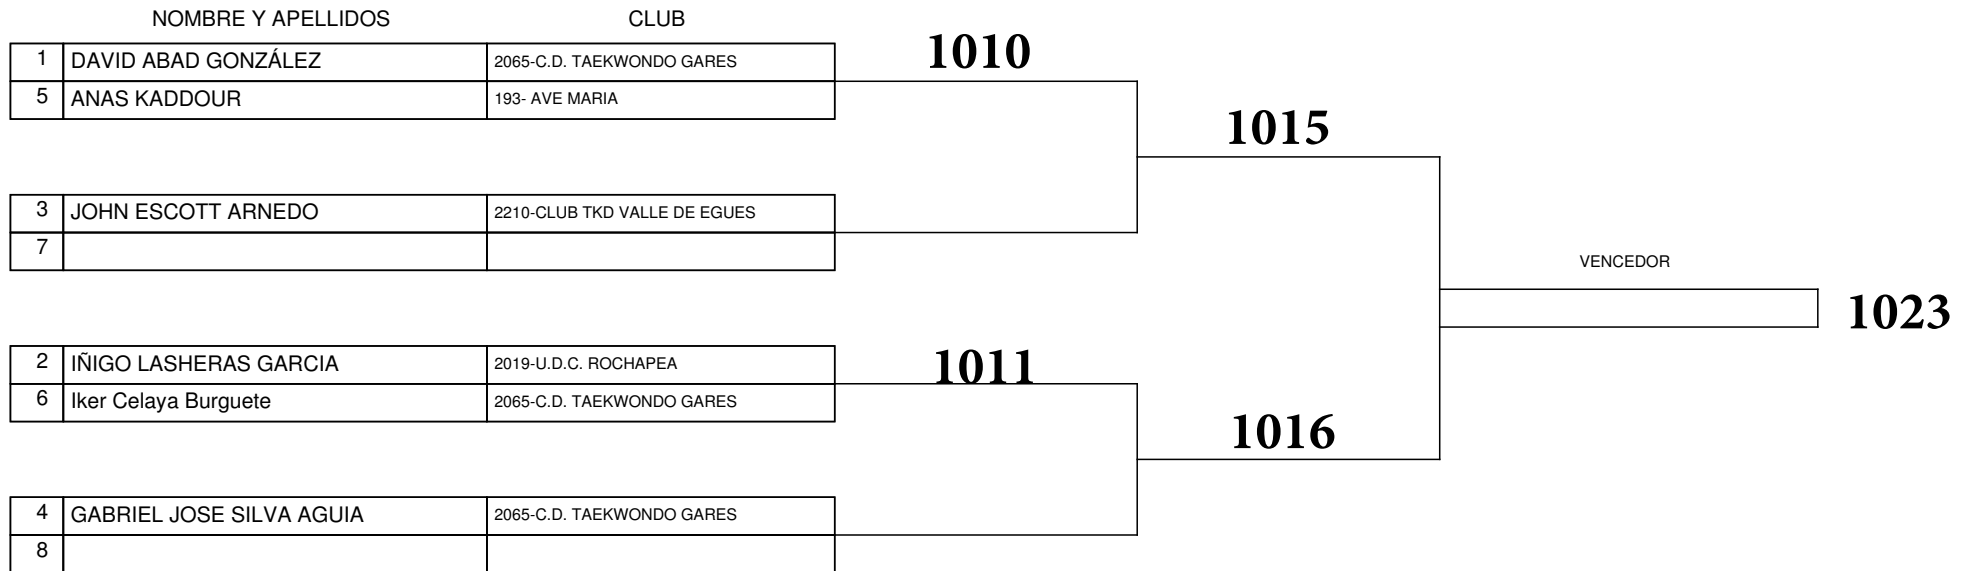 NOMBRE Y APELLIDOS CLUB
1 DAVID ABAD GONZÁLEZ 2065-C.D. TAEKWONDO GARES 1010
5 ANAS KADDOUR 193- AVE MARIA
1015
3 JOHN ESCOTT ARNEDO 2210-CLUB TKD VALLE DE EGUES
7
VENCEDOR
1023
2 IÑIGO LASHERAS GARCIA 2019-U.D.C. ROCHAPEA 1011
6 Iker Celaya Burguete 2065-C.D. TAEKWONDO GARES
1016
4 GABRIEL JOSE SILVA AGUIA 2065-C.D. TAEKWONDO GARES
8